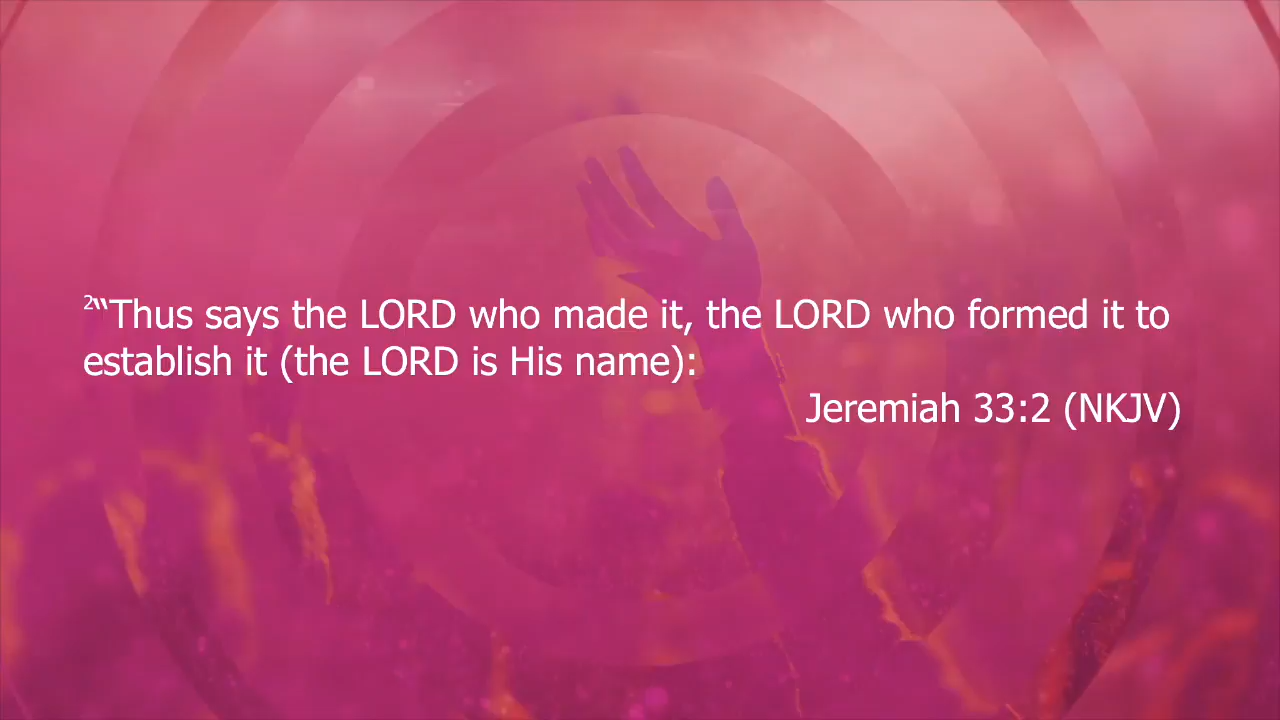 2“Thus says the LORD who made it, the LORD who formed it to
establish it (the LORD is His name):
Jeremiah 33:2 (NKJV)